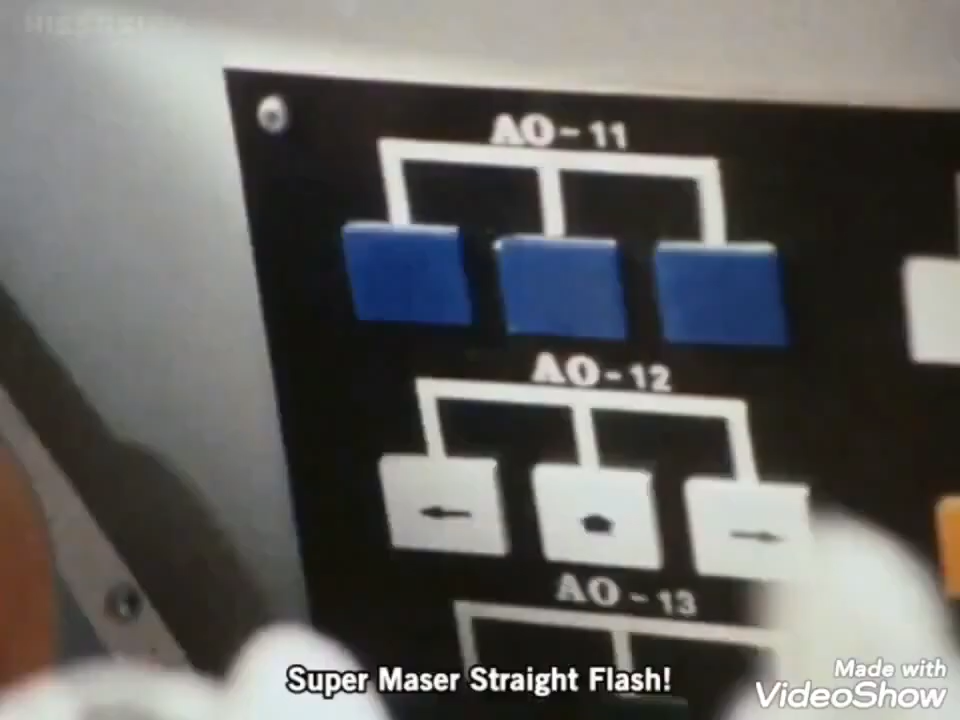 AO-11
AO-12
AO-13
Super Maser Straight Flash!
Made with
VideoShow